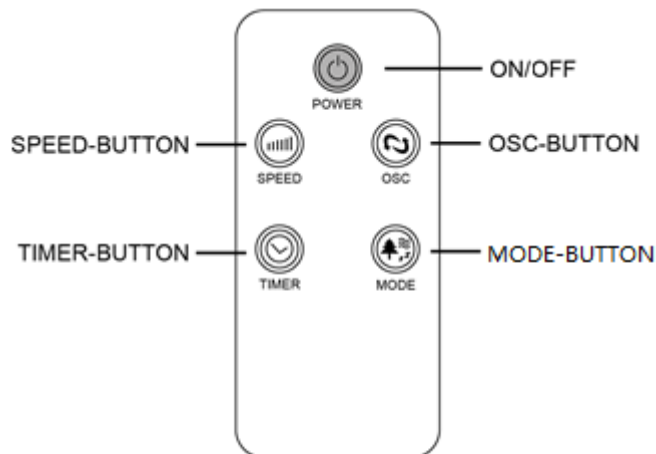 ON/OFF
POWER
SPEED-BUTTON
OSC-BUTTON
SPEED
OSC
TIMER-BUTTON
MODE-BUTTON
TIMER
MODE